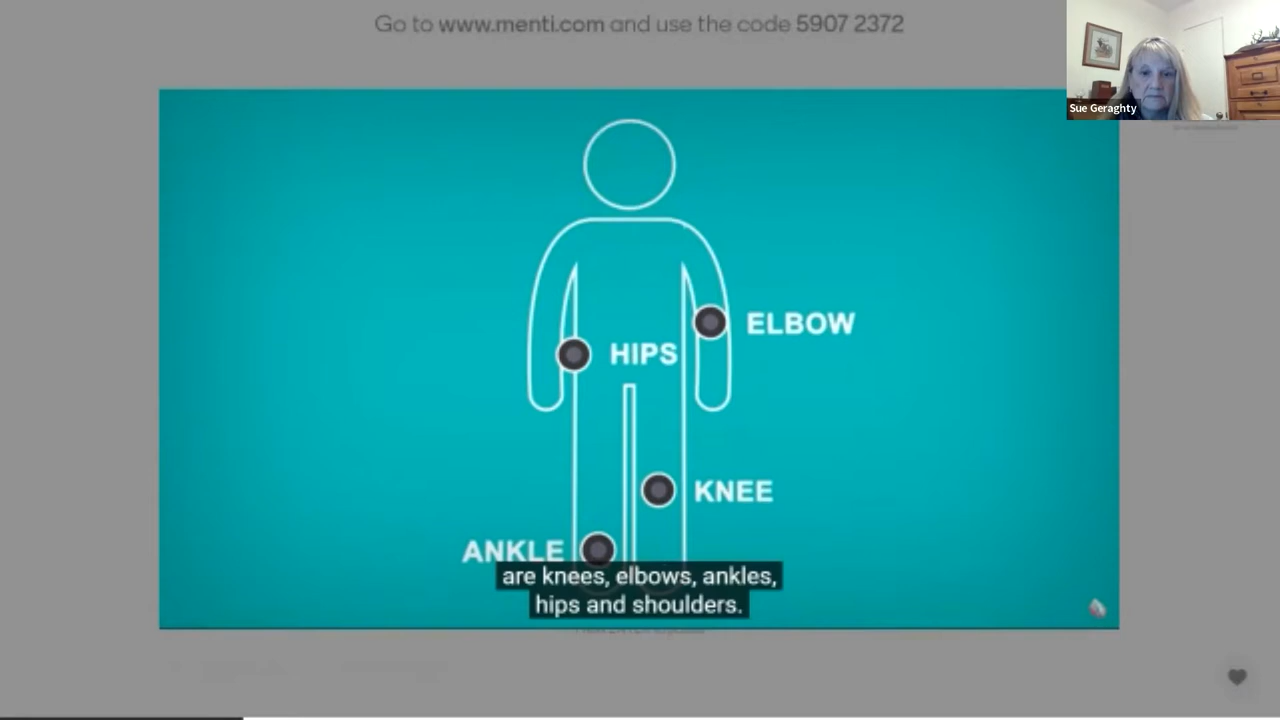 Go to www.menti.com and use the code 5907 2372
Sue Geraghty
ELBOW
HIPS
KNEE
ANKLE
are knees, elbows, ankles,
hips and shoulders.